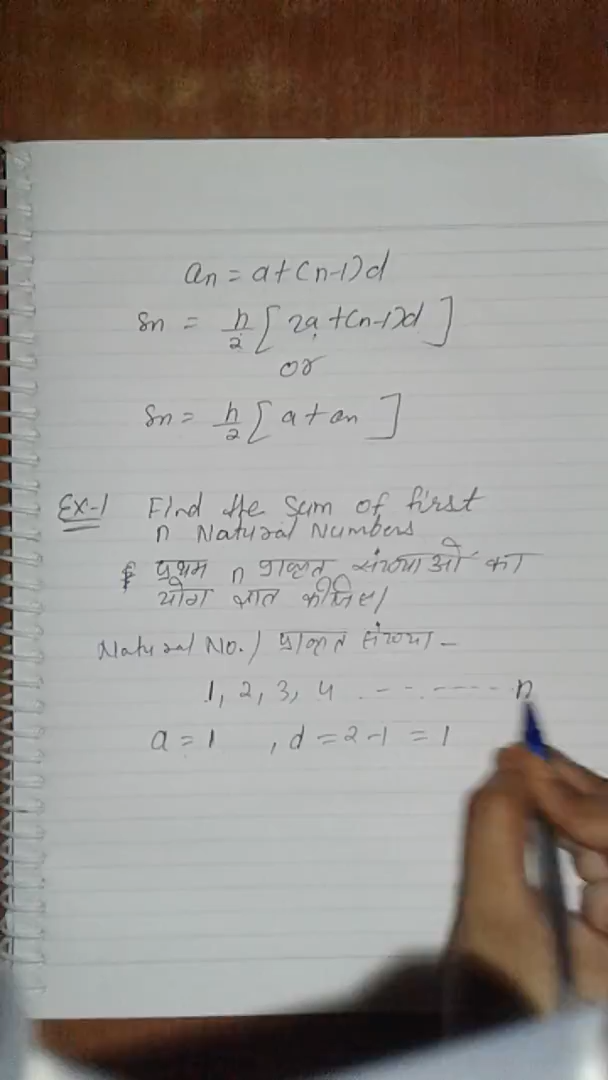 an = a+(n-1)d
Sn = n/2 [2a+(n-1)d]
or
Sn = n/2 [a+an]
Ex-1 Find the Sum of first
n Natural Numbers
प्रथम n प्राकृत संख्याओं का
योग ज्ञात कीजिए।
Natural No. / प्राकृत संख्या -
1, 2, 3, 4 . - - . - - - - - n
a = 1 , d = 2-1 = 1